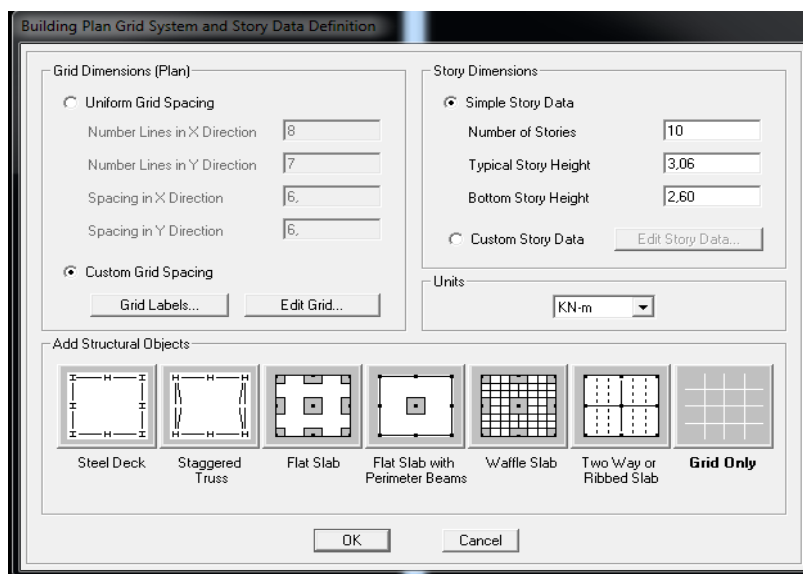 Building Plan Grid System and Story Data Definition
Grid Dimensions (Plan)
Uniform Grid Spacing
Number Lines in X Direction 8
Number Lines in Y Direction 7
Spacing in X Direction 6,
Spacing in Y Direction 6,
Custom Grid Spacing
Grid Labels... Edit Grid...
Story Dimensions
Simple Story Data
Number of Stories 10
Typical Story Height 3,06
Bottom Story Height 2,60
Custom Story Data Edit Story Data...
Units
KN-m
Add Structural Objects
Steel Deck
Staggered
Truss
Flat Slab
Flat Slab with
Perimeter Beams
Waffle Slab
Two Way or
Ribbed Slab
Grid Only
OK Cancel